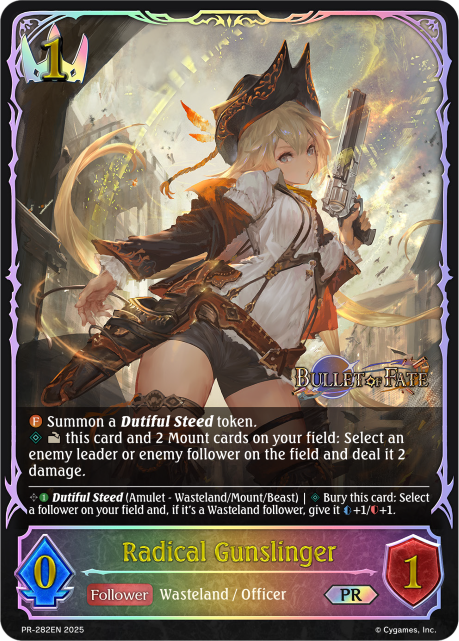 1
BULLET OF FATE
F Summon a Dutiful Steed token.
this card and 2 Mount cards on your field: Select an
enemy leader or enemy follower on the field and deal it 2
damage.
1 Dutiful Steed (Amulet - Wasteland/Mount/Beast) | Bury this card: Select
a follower on your field and, if it's a Wasteland follower, give it +1/+1.
Radical Gunslinger
0
Follower Wasteland / Officer PR
1
PR-282EN 2025 © Cygames, Inc.